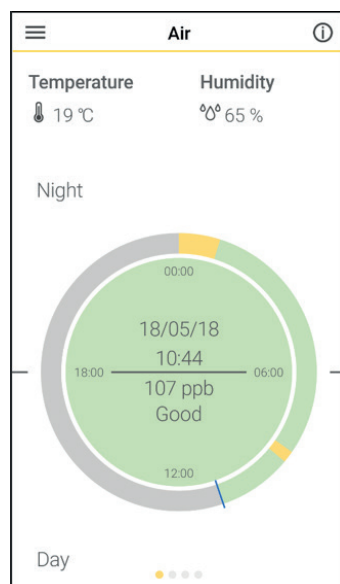 Air
Temperature Humidity
19 °C 65 %
Night
00:00
18/05/18
10:44
18:00 06:00
107 ppb
Good
12:00
Day